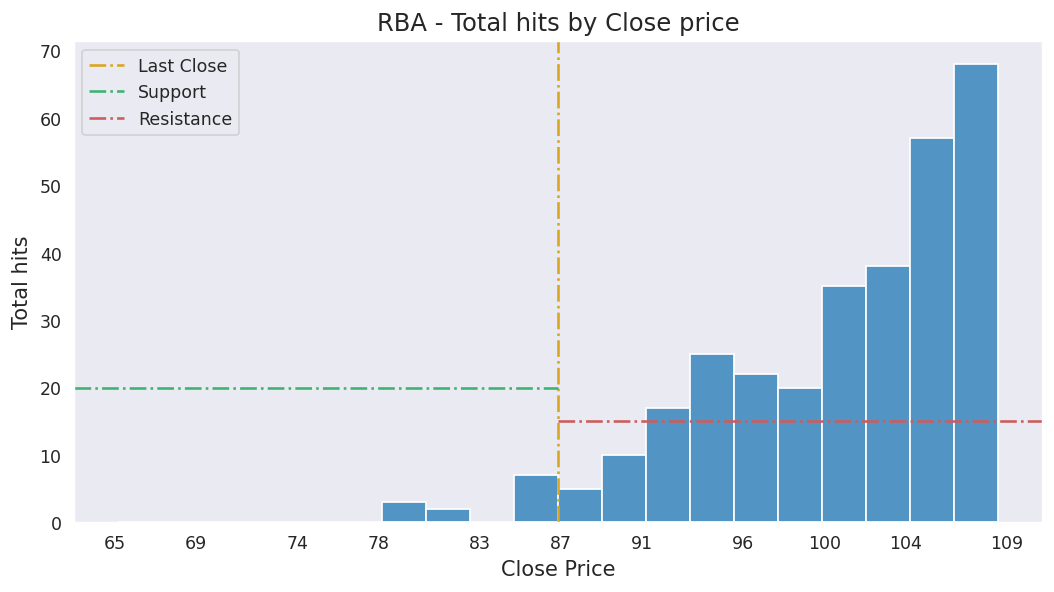 RBA - Total hits by Close price
Last Close
Support
Resistance
Total hits
70
60
50
40
30
20
10
0
65 69 74 78 83 87 91 96 100 104 109
Close Price